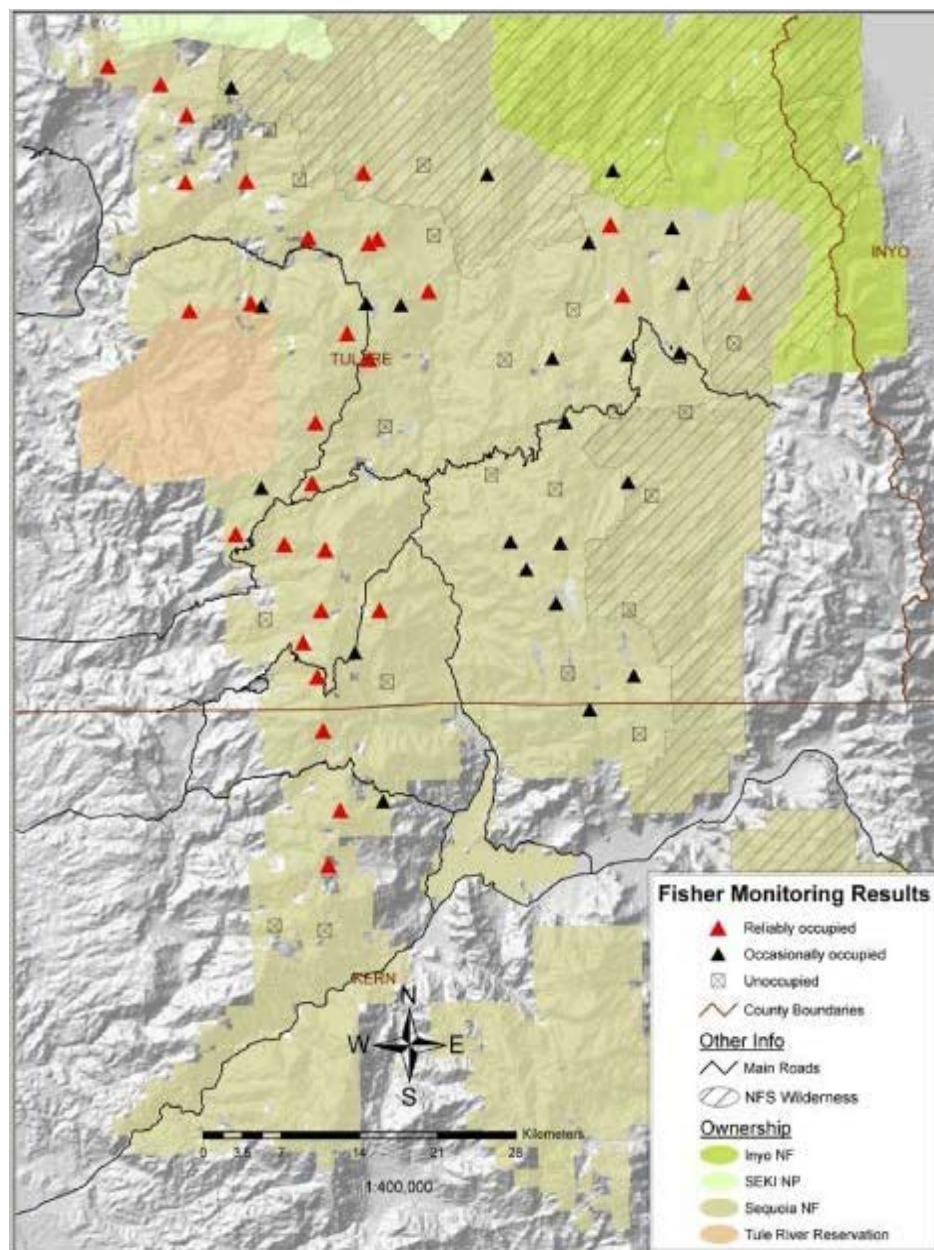 INYO
TULERE
KERN
N
W E
S
Kilometers
0 3.5 7 14 21 28
1:400,000
Fisher Monitoring Results
Reliably occupied
Occasionally occupied
Unoccupied
County Boundaries
Other Info
Main Roads
NFS Wilderness
Ownership
Inyo NF
SEKI NP
Sequoia NF
Tule River Reservation